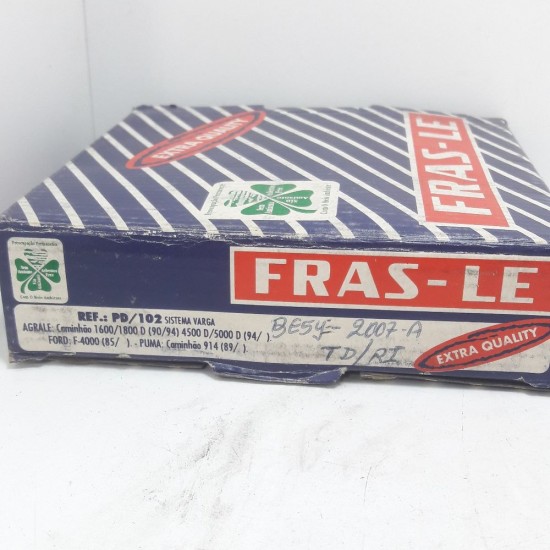 EXTRA QUALITY
FRAS-LE
FRAS-LE
REF.: PD/102 SISTEMA VARGA
AGRALE: Caminhão 1600/1800 D (90/94) 4500 D/5000 D (94/ )
FORD: F-4000 (85/ ) - PUMA: Caminhão 914 (89/ )
BESY- 2007-A
TD/RI
EXTRA QUALITY